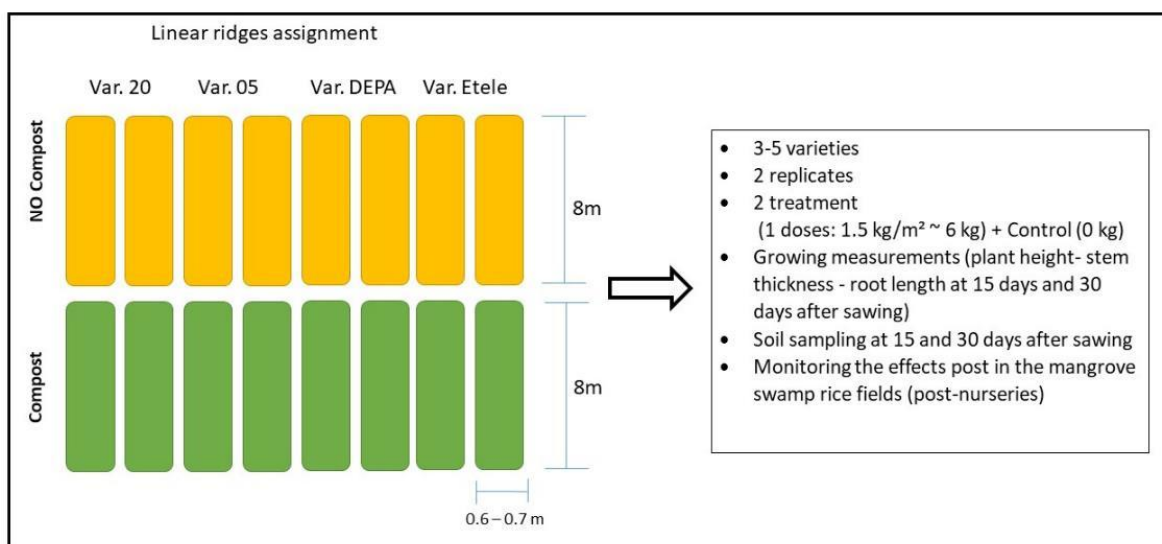 Linear ridges assignment
Var. 20 Var. 05 Var. DEPA Var. Etele
NO Compost
8m
Compost
8m
0.6 – 0.7 m
• 3-5 varieties
• 2 replicates
• 2 treatment
(1 doses: 1.5 kg/m² ~ 6 kg) + Control (0 kg)
• Growing measurements (plant height- stem
thickness - root length at 15 days and 30
days after sawing)
• Soil sampling at 15 and 30 days after sawing
• Monitoring the effects post in the mangrove
swamp rice fields (post-nurseries)